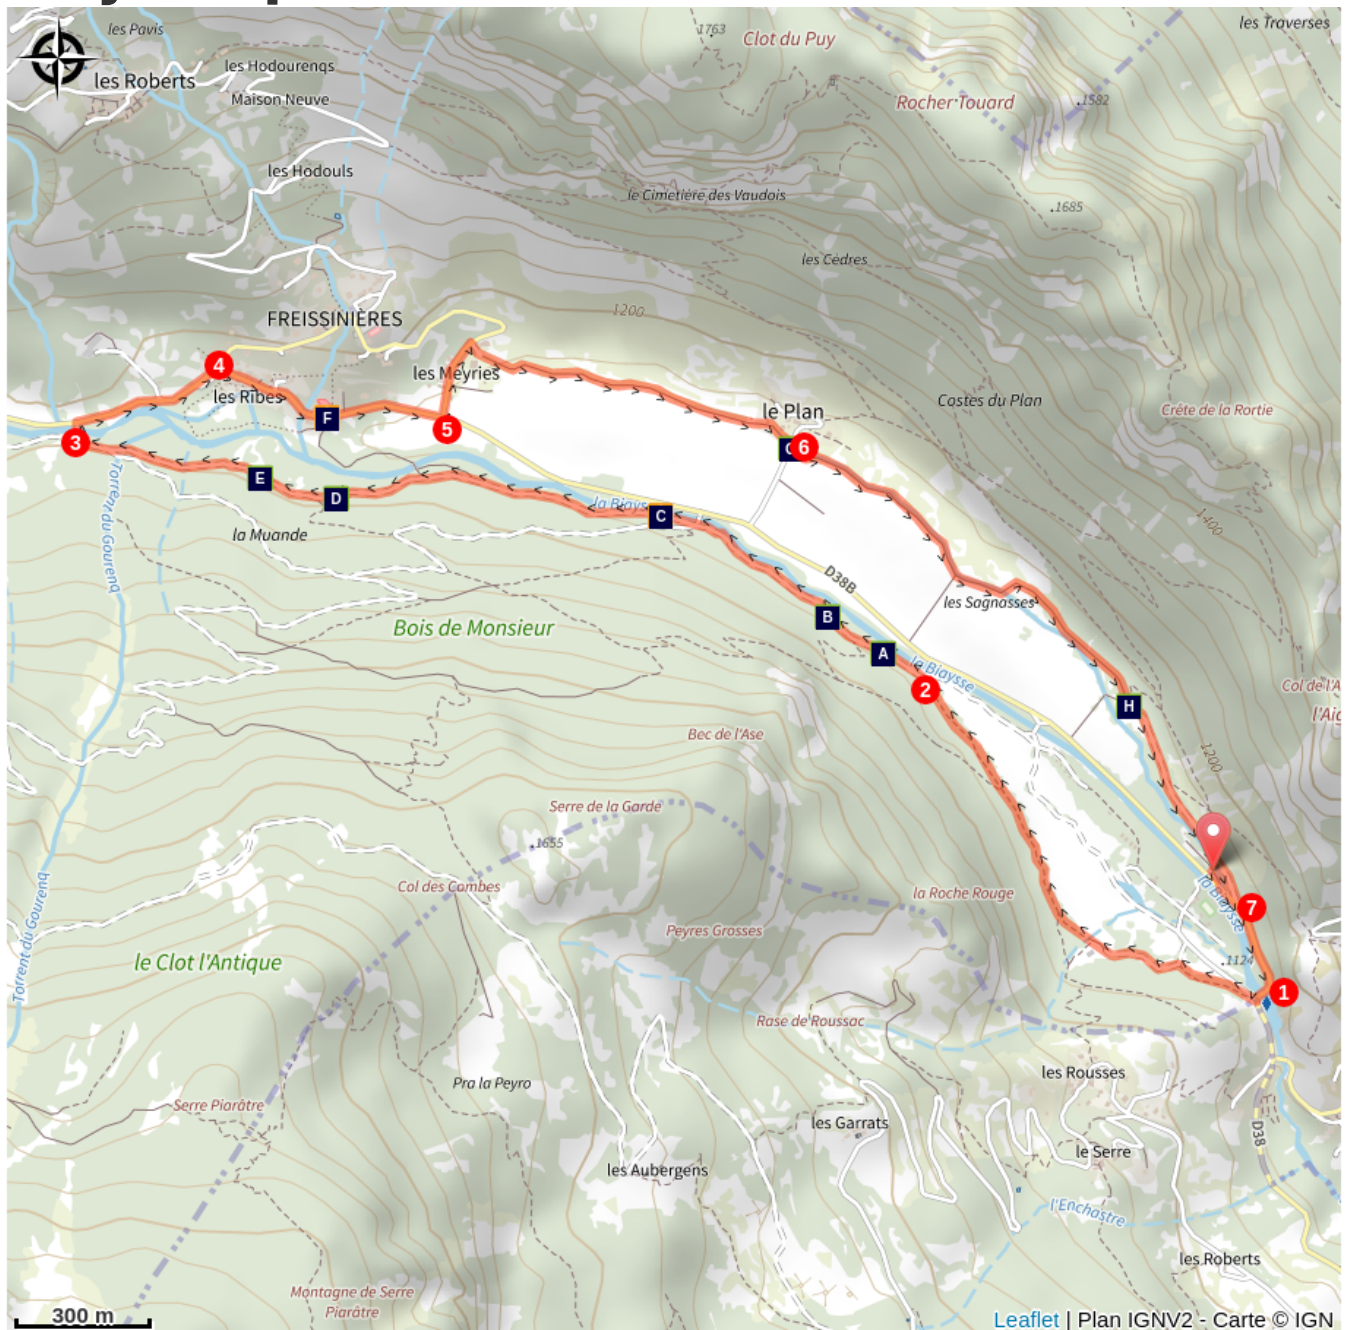 les Pavis
1763
Clot du Puy
les Traverses
les Hodourenqs
les Roberts
Maison Neuve
Rocher Touard
1582
les Hodouls
le Cimetière des Vaudois
1685
les Cèdres
FREISSINIÈRES
1200
4
les Meyries
les Ribes
le Plan
Costes du Plan
Crête de la Rortie
F
5
6
3
E
D
la Biaysse
C
1400
la Muande
Torrent du Gourenq
D38B
les Sagnasses
B
Bois de Monsieur
A
la Biaysse
2
Col de l'A
H
l'Aig
Bec de l'Ase
1200
Serre de la Garde
1655
Col des Combes
la Roche Rouge
la Biaysse
7
Peyres Grosses
Torrent du Gourenq
le Clot l'Antique
1124
1
Rase de Roussac
les Rousses
Pra la Peyro
Serre Piarâtre
les Garrats
D38
le Serre
les Aubergens
l'Enchastre
les Roberts
Montagne de Serre
Piarâtre
300 m
Leaflet | Plan IGNV2 - Carte © IGN